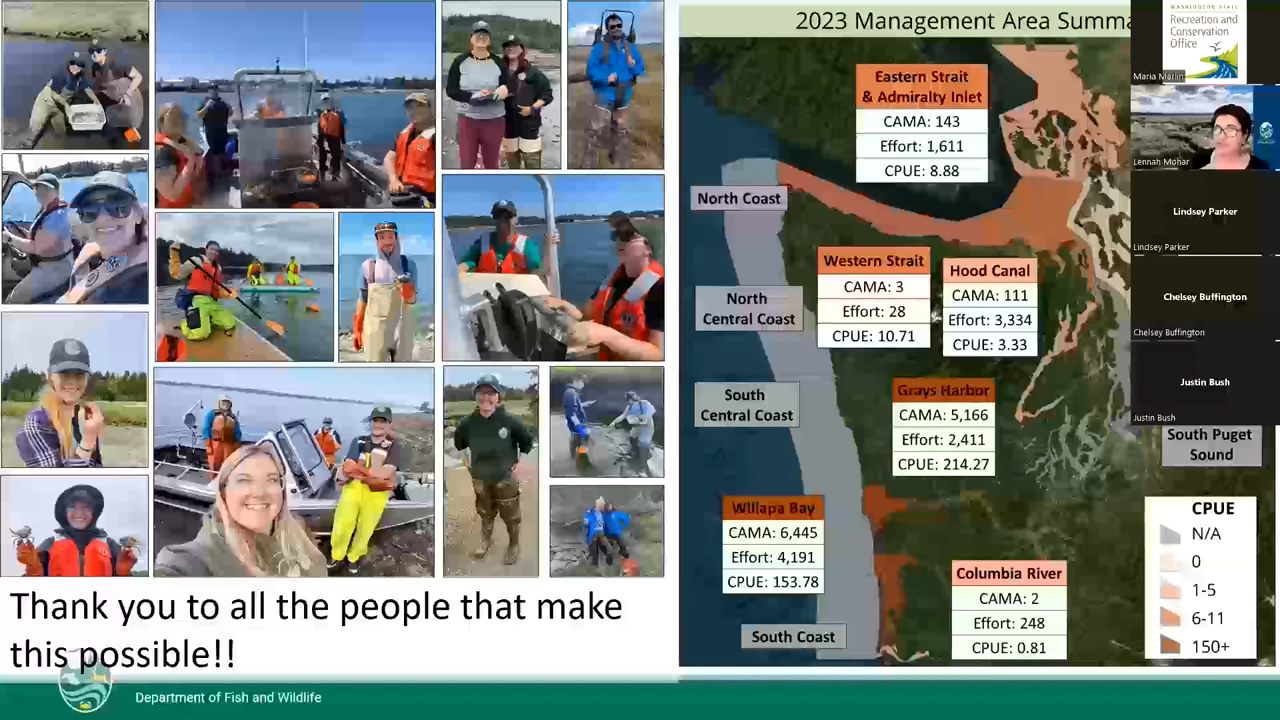 2023 Management Area Summa
Eastern Strait
& Admiralty Inlet
CAMA: 143
Effort: 1,611
CPUE: 8.88
North Coast
Western Strait
CAMA: 3
Effort: 28
CPUE: 10.71
Hood Canal
CAMA: 111
Effort: 3,334
CPUE: 3.33
North
Central Coast
South
Central Coast
Grays Harbor
CAMA: 5,166
Effort: 2,411
CPUE: 214.27
Willapa Bay
CAMA: 6,445
Effort: 4,191
CPUE: 153.78
South Coast
Columbia River
CAMA: 2
Effort: 248
CPUE: 0.81
South Puget
Sound
CPUE
N/A
0
1-5
6-11
150+
Thank you to all the people that make
this possible!!
Department of Fish and Wildlife
WASHINGTON STATE
Recreation and
Conservation
Office
Maria Marlin
Lennah Mohar
Lindsey Parker
Lindsey Parker
Chelsey Buffington
Chelsey Buffington
Justin Bush
Justin Bush